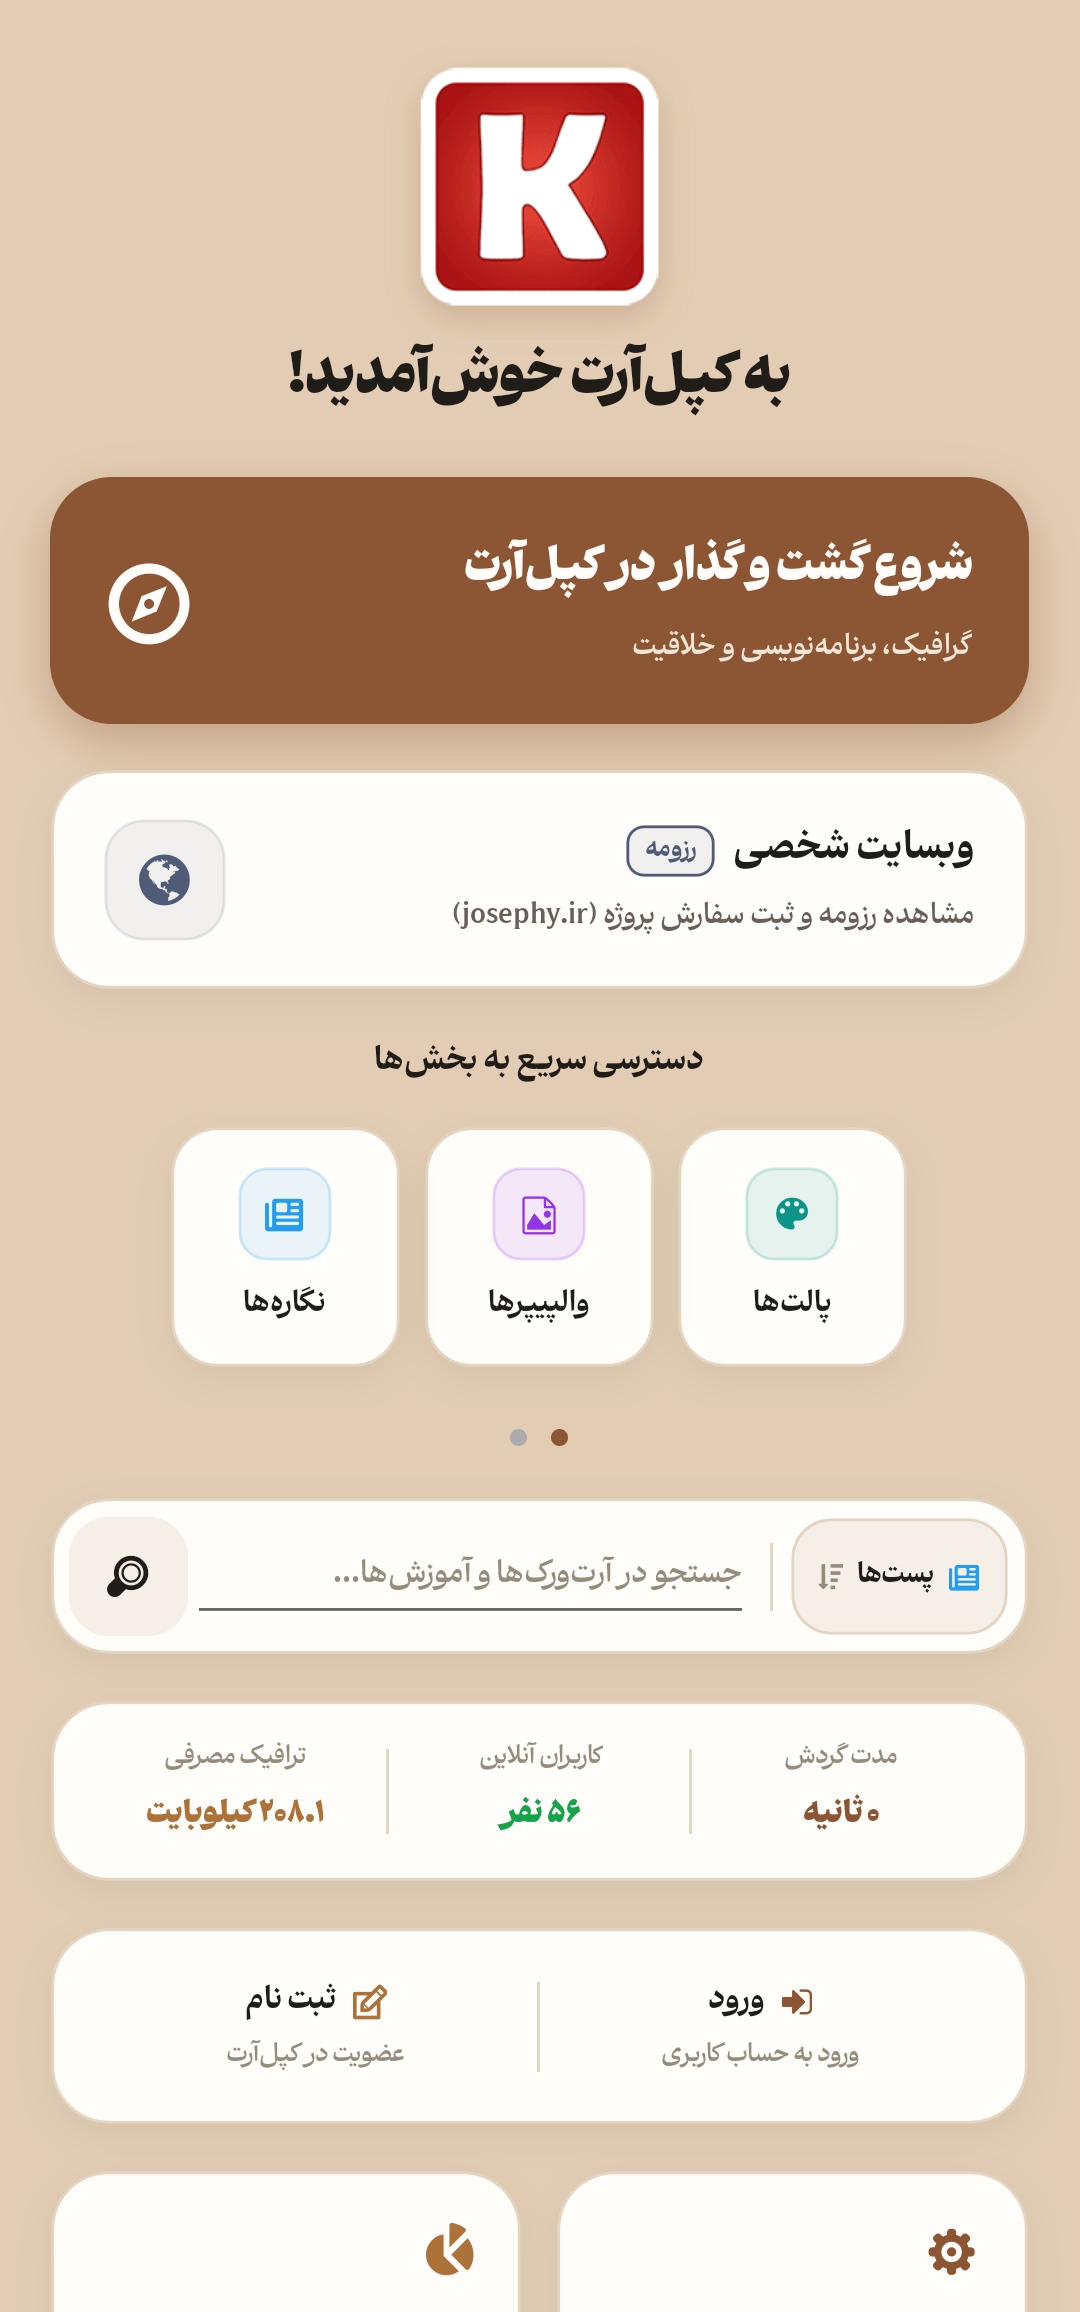 K
به کپل‌آرت خوش‌آمدید!
شروع گشت و گذار در کپل‌آرت
گرافیک، برنامه‌نویسی و خلاقیت
وبسایت شخصی رزومه
مشاهده رزومه و ثبت سفارش پروژه (josephy.ir)
دسترسی سریع به بخش‌ها
پالت‌ها
والپیپرها
نگاره‌ها
پست‌ها
جستجو در آرت‌ورک‌ها و آموزش‌ها...
مدت گردش
۰ ثانیه
کاربران آنلاین
۵۶ نفر
ترافیک مصرفی
۲۰۸.۱ کیلوبایت
ورود
ورود به حساب کاربری
ثبت نام
عضویت در کپل‌آرت